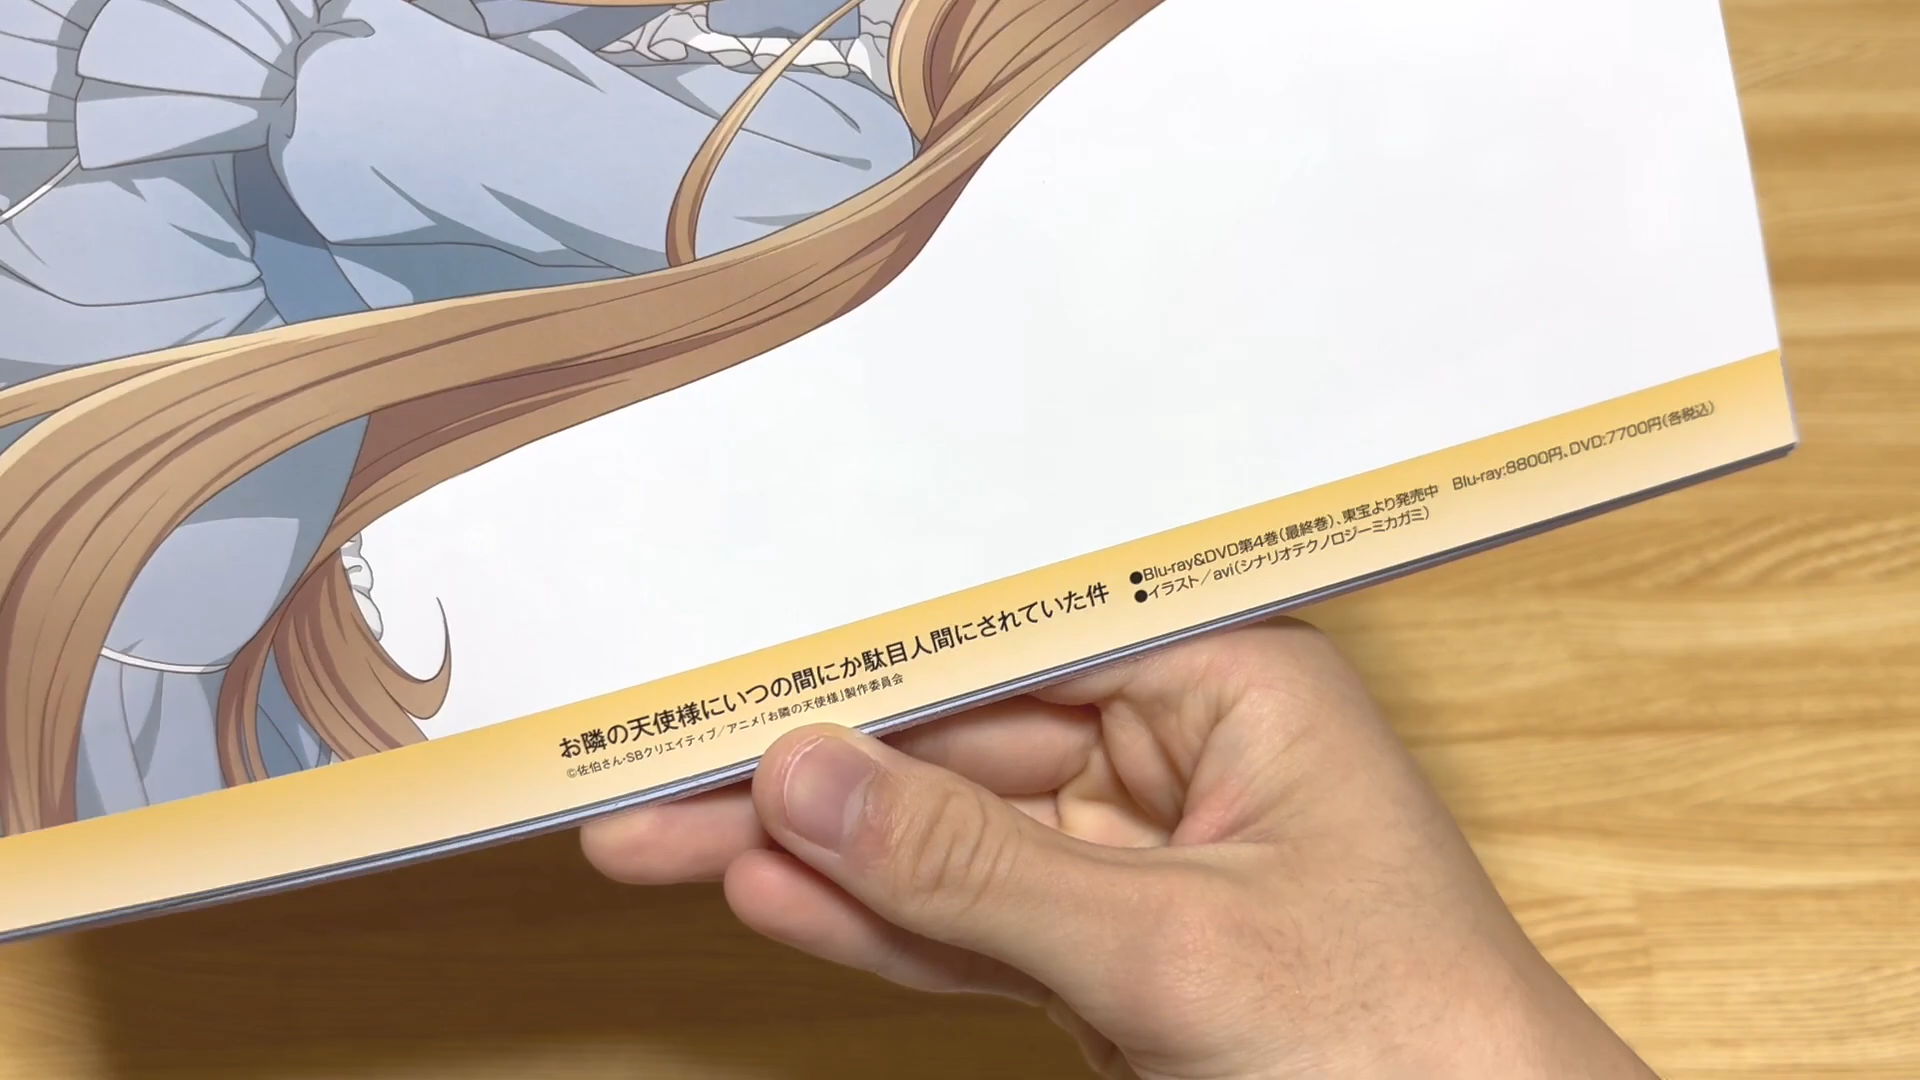 お隣の天使様にいつの間にか駄目人間にされていた件
©佐伯さん・SBクリエイティブ/アニメ「お隣の天使様」製作委員会
●Blu-ray&DVD第4巻(最終巻)、東宝より発売中 Blu-ray:8800円、DVD:7700円(各税込)
●イラスト/avi(シナリオテクノロジーミカガミ)